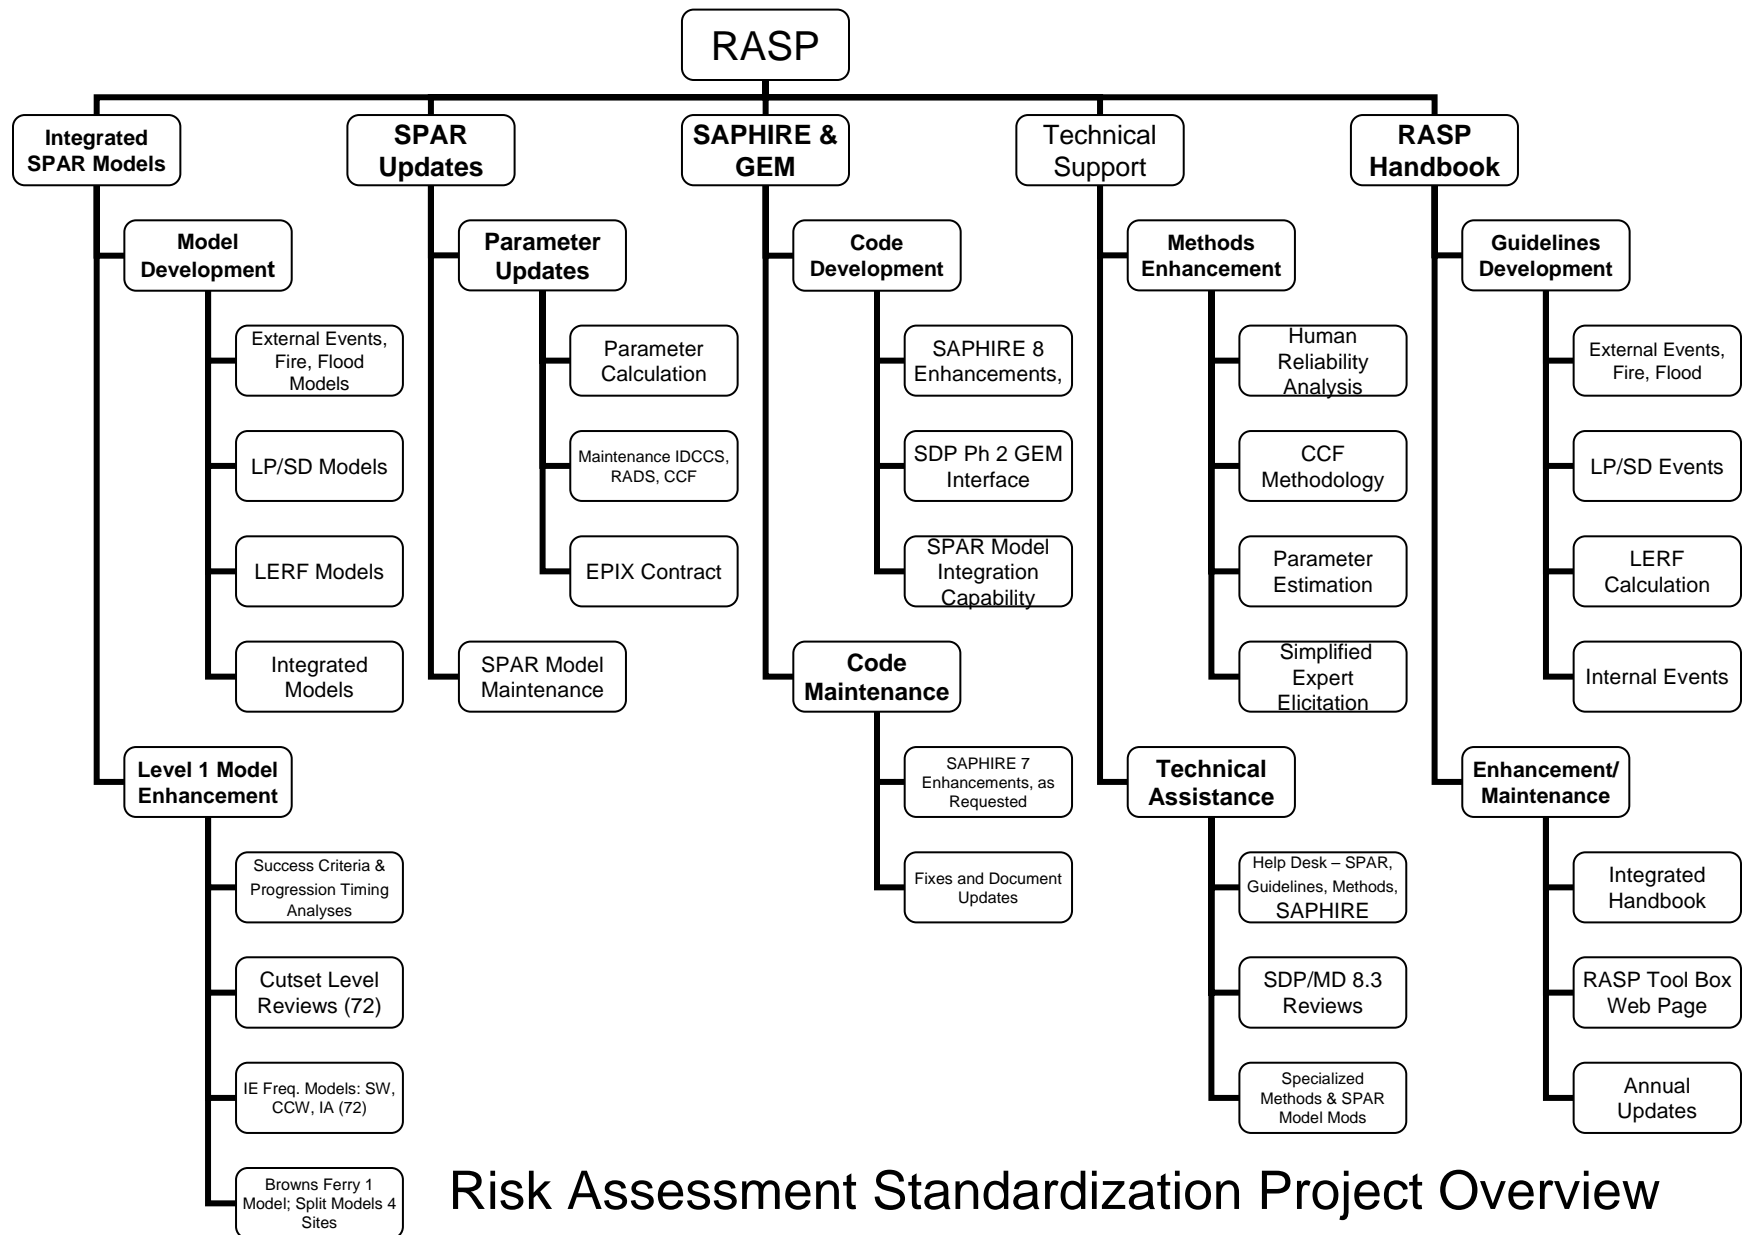 RASP
Integrated
SPAR Models
Model
Development
External Events,
Fire, Flood
Models
LP/SD Models
LERF Models
Integrated
Models
Level 1 Model
Enhancement
Success Criteria &
Progression Timing
Analyses
Cutset Level
Reviews (72)
IE Freq. Models: SW,
CCW, IA (72)
Browns Ferry 1
Model; Split Models 4
Sites
SPAR
Updates
Parameter
Updates
Parameter
Calculation
Maintenance IDCCS,
RADS, CCF
EPIX Contract
SPAR Model
Maintenance
SAPHIRE &
GEM
Code
Development
SAPHIRE 8
Enhancements,
SDP Ph 2 GEM
Interface
SPAR Model
Integration
Capability
Code
Maintenance
SAPHIRE 7
Enhancements, as
Requested
Fixes and Document
Updates
Technical
Support
Methods
Enhancement
Human
Reliability
Analysis
CCF
Methodology
Parameter
Estimation
Simplified
Expert
Elicitation
Technical
Assistance
Help Desk – SPAR,
Guidelines, Methods,
SAPHIRE
SDP/MD 8.3
Reviews
Specialized
Methods & SPAR
Model Mods
RASP
Handbook
Guidelines
Development
External Events,
Fire, Flood
LP/SD Events
LERF
Calculation
Internal Events
Enhancement/
Maintenance
Integrated
Handbook
RASP Tool Box
Web Page
Annual
Updates
Risk Assessment Standardization Project Overview